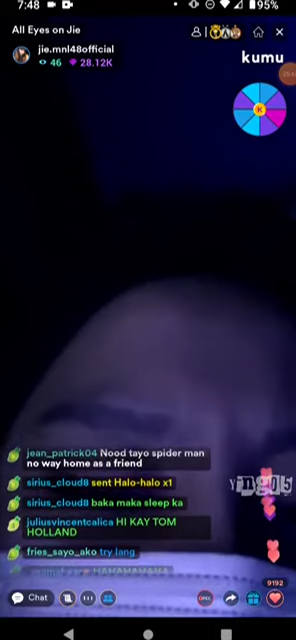 7:48
95%
All Eyes on Jie
jie.mnl48official
46 28.12K
kumu
K
jean_patrick04 Nood tayo spider man
no way home as a friend
sirius_cloud8 sent Halo-halo x1
sirius_cloud8 baka maka sleep ka
juliusvincentcalica HI KAY TOM
HOLLAND
fries_sayo_ako try lang
9192
Chat